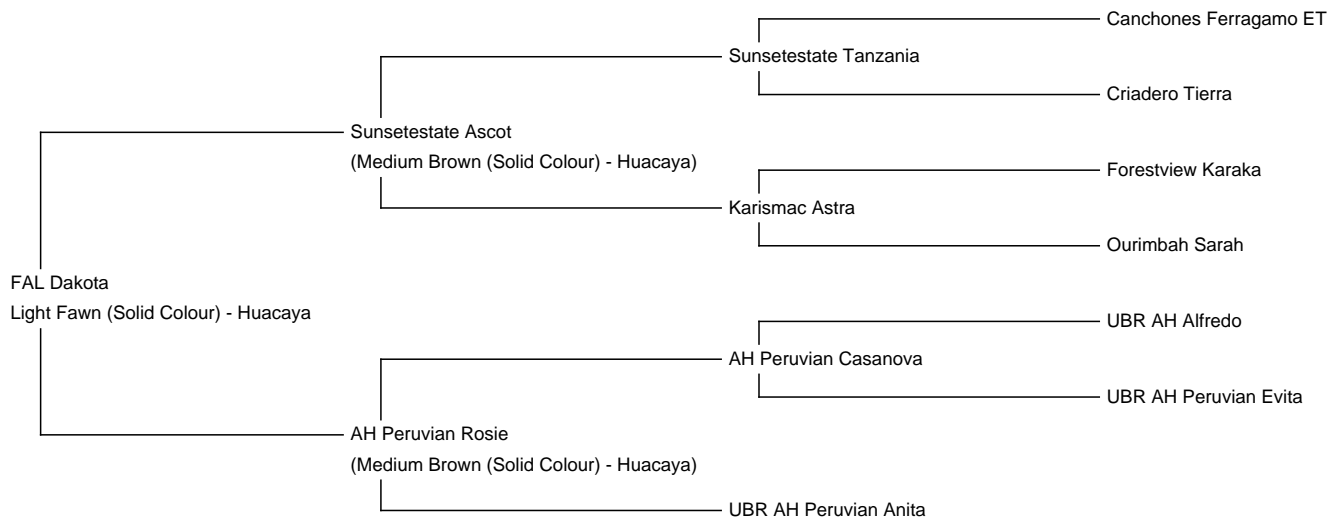 Canchones Ferragamo ET
Sunsetestate Tanzania
Criadero Tierra
Sunsetestate Ascot
(Medium Brown (Solid Colour) - Huacaya)
Forestview Karaka
Karismac Astra
Ourimbah Sarah
FAL Dakota
Light Fawn (Solid Colour) - Huacaya
UBR AH Alfredo
AH Peruvian Casanova
UBR AH Peruvian Evita
AH Peruvian Rosie
(Medium Brown (Solid Colour) - Huacaya)
UBR AH Peruvian Anita